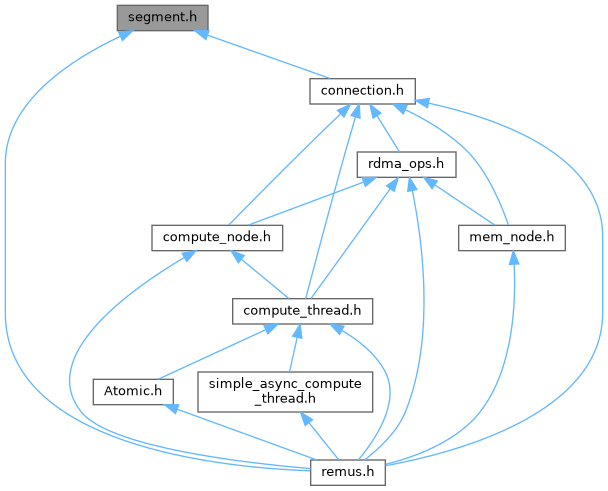 segment.h
connection.h
rdma_ops.h
compute_node.h
mem_node.h
compute_thread.h
Atomic.h
simple_async_compute
_thread.h
remus.h